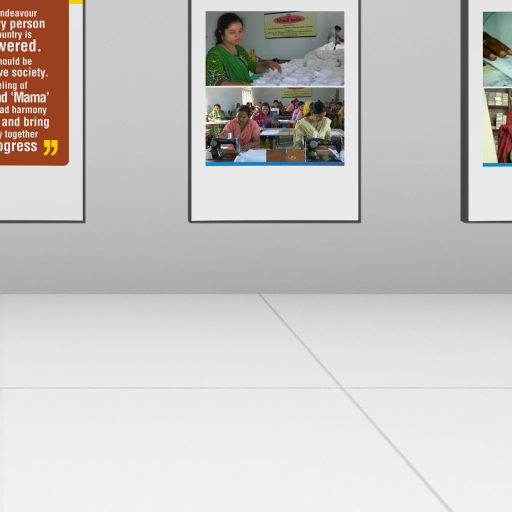 ndeavour
y person
ountry is
wered.
hould be
ve society.
eling of
d ‘Mama’
ad harmony
and bring
y together
ogress ”